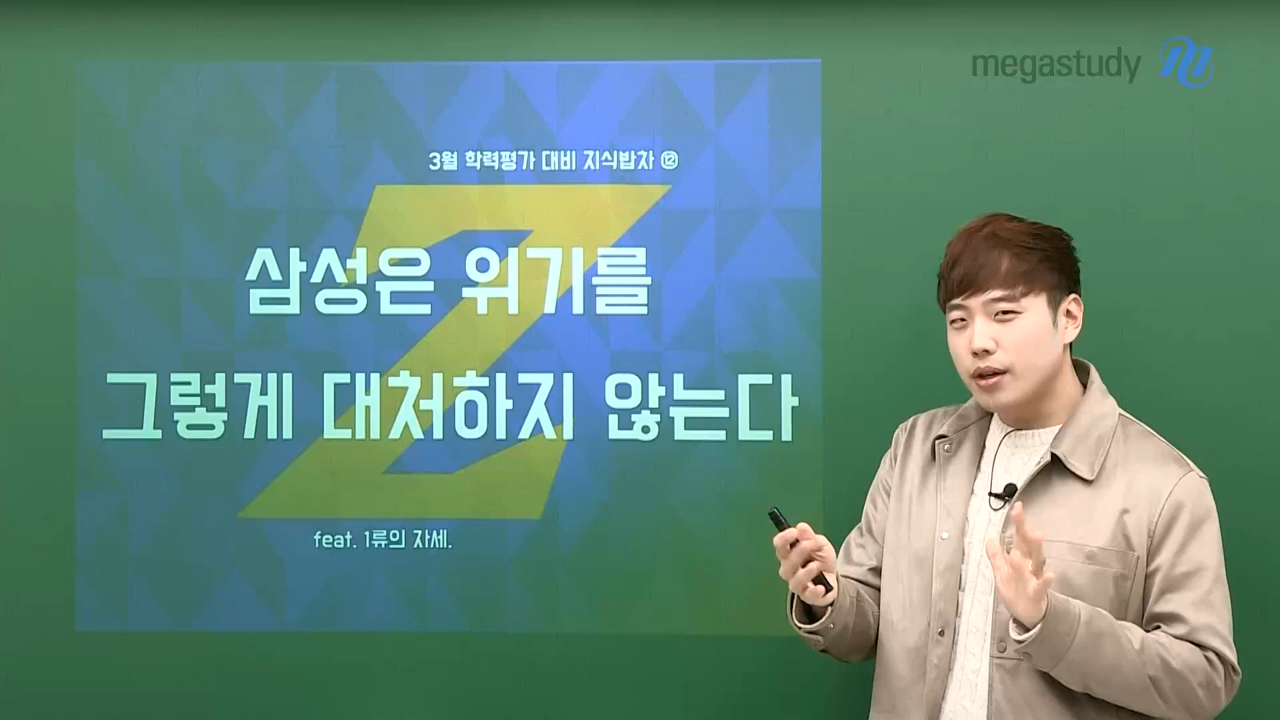 megastudy
3월 학력평가 대비 지식밥차 ⑫
삼성은 위기를
그렇게 대처하지 않는다
feat. 1류의 자세.